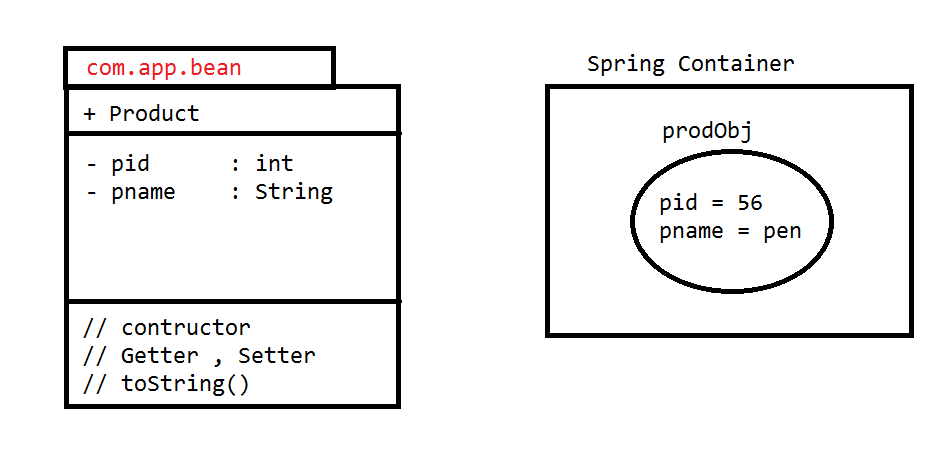 com.app.bean
+ Product
- pid : int
- pname : String
// contructor
// Getter , Setter
// toString()
Spring Container
prodObj
pid = 56
pname = pen